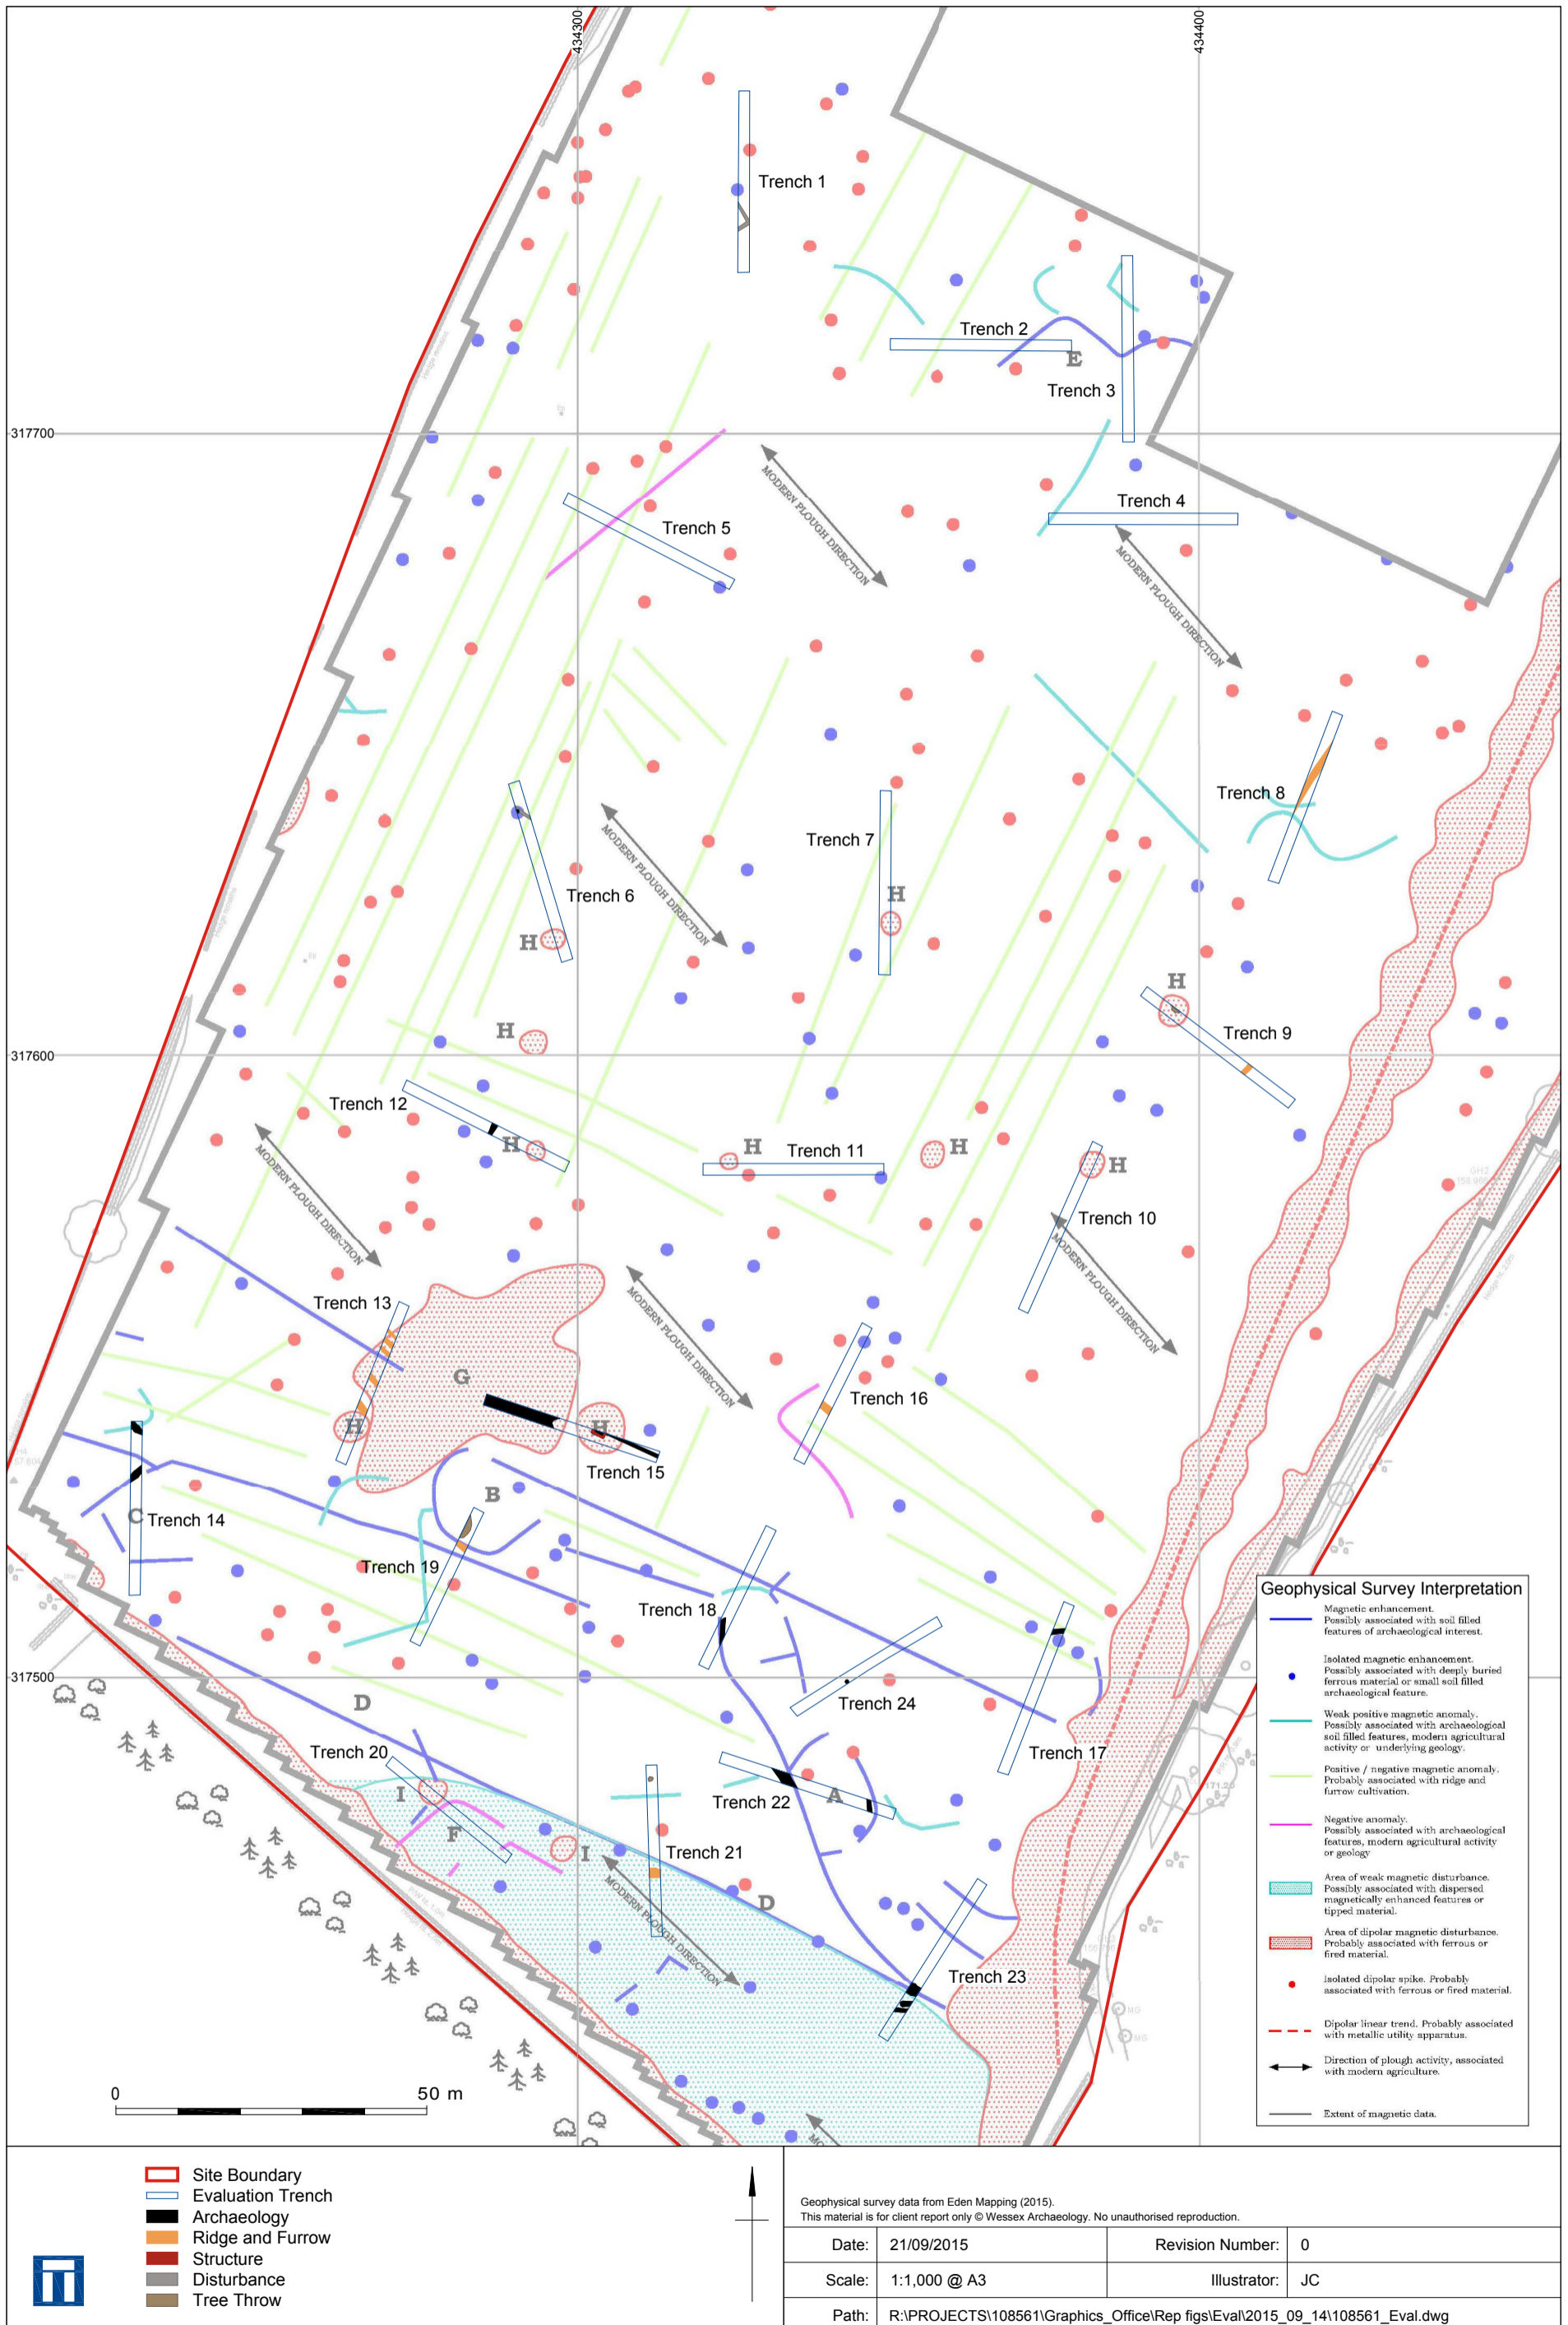 434300
434400
Trench 1
Trench 2
E
Trench 3
Hedge remains
317700
MODERN PLOUGH DIRECTION
Trench 4
Trench 5
MODERN PLOUGH DIRECTION
Trench 8
Trench 7
MODERN PLOUGH DIRECTION
Hedge remains
Trench 6
H
H
H
H
Trench 9
317600
Trench 12
H
H
Trench 11
H
H
MODERN PLOUGH DIRECTION
GH2
Trench 10
MODERN PLOUGH DIRECTION
Trench 13
MODERN PLOUGH DIRECTION
G
Trench 16
H
H
Trench 15
B
C
Trench 14
Trench 19
Trench 18
317500
D
Trench 24
Trench 20
Trench 17
I
Trench 22
A
171.20
F
I
Trench 21
D
MODERN PLOUGH DIRECTION
Trench 23
MG
MG
Geophysical Survey Interpretation
Magnetic enhancement.
Possibly associated with soil filled
features of archaeological interest.
Isolated magnetic enhancement.
Possibly associated with deeply buried
ferrous material or small soil filled
archaeological feature.
Weak positive magnetic anomaly.
Possibly associated with archaeological
soil filled features, modern agricultural
activity or underlying geology.
Positive / negative magnetic anomaly.
Probably associated with ridge and
furrow cultivation.
Negative anomaly.
Possibly associated with archaeological
features, modern agricultural activity
or geology
Area of weak magnetic disturbance.
Possibly associated with dispersed
magnetically enhanced features or
tipped material.
Area of dipolar magnetic disturbance.
Probably associated with ferrous or
fired material.
Isolated dipolar spike. Probably
associated with ferrous or fired material.
Dipolar linear trend. Probably associated
with metallic utility apparatus.
Direction of plough activity, associated
with modern agriculture.
Extent of magnetic data.
0 50 m
Site Boundary
Evaluation Trench
Archaeology
Ridge and Furrow
Structure
Disturbance
Tree Throw
Geophysical survey data from Eden Mapping (2015).
This material is for client report only © Wessex Archaeology. No unauthorised reproduction.
Date: 21/09/2015 Revision Number: 0
Scale: 1:1,000 @ A3 Illustrator: JC
Path: R:\PROJECTS\108561\Graphics_Office\Rep figs\Eval\2015_09_14\108561_Eval.dwg